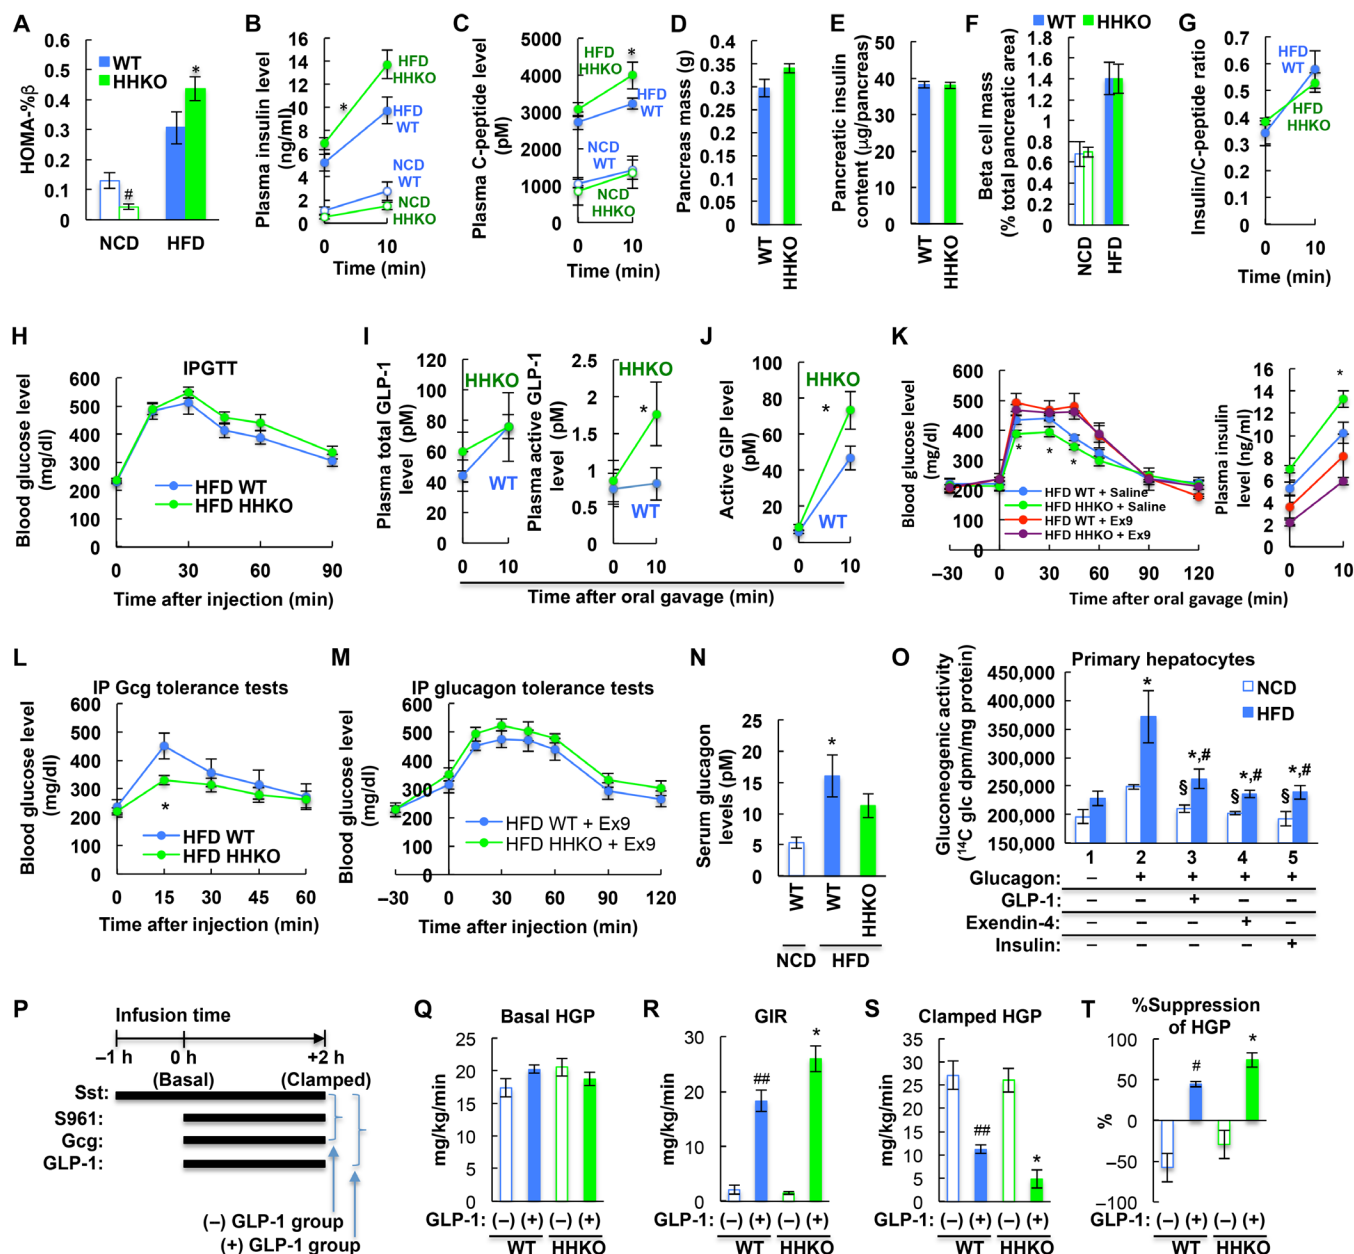 A
HOMA-%β
0.6
0.5
0.4
0.3
0.2
0.1
0
WT
HHKO
*
#
NCD HFD
B
Plasma insulin level
(ng/ml)
16
14
12
10
8
6
4
2
0
HFD
HHKO
*
HFD
WT
NCD
WT
NCD
HHKO
0 10
Time (min)
C
Plasma C-peptide level
(pM)
5000
4000
3000
2000
1000
0
HFD
HHKO
*
HFD
WT
NCD
WT
NCD
HHKO
0 10
Time (min)
D
Pancreas mass (g)
0.4
0.35
0.3
0.25
0.2
0.15
0.1
0.05
0
WT
HHKO
E
Pancreatic insulin
content (µg/pancreas)
50
40
30
20
10
0
WT
HHKO
F
WT HHKO
Beta cell mass
(% total pancreatic area)
1.8
1.6
1.4
1.2
1
0.8
0.6
0.4
0.2
0
NCD
HFD
G
Insulin/C-peptide ratio
0.7
0.6
0.5
0.4
0.3
0.2
0.1
0
HFD
WT
HFD
HHKO
0 10
Time (min)
H
IPGTT
Blood glucose level
(mg/dl)
600
500
400
300
200
100
0
HFD WT
HFD HHKO
0 30 60 90
Time after injection (min)
I
Plasma total GLP-1
level (pM)
120
100
80
60
40
20
0
HHKO
WT
0 10
Plasma active GLP-1
level (pM)
2.5
2
1.5
1
0.5
0
HHKO
*
WT
0 10
J
Active GIP level
(pM)
80
60
40
20
0
100
HHKO
*
WT
0 10
Time after oral gavage (min)
K
Blood glucose level
(mg/dl)
600
500
400
300
200
100
0
* * *
HFD WT + Saline
HFD HHKO + Saline
HFD WT + Ex9
HFD HHKO + Ex9
−30 0 30 60 90 120
Time after oral gavage (min)
Plasma insulin
level (ng/ml)
16
14
12
10
8
6
4
2
0
*
0 10
L
IP Gcg tolerance tests
Blood glucose level
(mg/dl)
600
500
400
300
200
100
0
*
HFD WT
HFD HHKO
0 15 30 45 60
Time after injection (min)
M
IP glucagon tolerance tests
Blood glucose level
(mg/dl)
600
500
400
300
200
100
0
HFD WT + Ex9
HFD HHKO + Ex9
−30 0 30 60 90 120
Time after injection (min)
N
Serum glucagon
levels (pM)
25
20
15
10
5
0
*
WT
WT
HHKO
NCD HFD
O
Primary hepatocytes
Gluconeogenic activity
(¹⁴C glc dpm/mg protein)
450,000
400,000
350,000
300,000
250,000
200,000
150,000
NCD
HFD
*
§ *,#
§ *,#
§ *,#
1 2 3 4 5
Glucagon: − + + + +
GLP-1: − − + − −
Exendin-4: − − − + −
Insulin: − − − − +
P
Infusion time
−1 h 0 h +2 h
(Basal) (Clamped)
Sst:
S961:
Gcg:
GLP-1:
(−) GLP-1 group
(+) GLP-1 group
Q
Basal HGP
mg/kg/min
25
20
15
10
5
0
GLP-1: (−) (+) (−) (+)
WT HHKO
R
GIR
mg/kg/min
30
20
10
0
##
*
GLP-1: (−) (+) (−) (+)
WT HHKO
S
Clamped HGP
mg/kg/min
35
30
25
20
15
10
5
0
##
*
GLP-1: (−) (+) (−) (+)
WT HHKO
T
%Suppression
of HGP
%
100
50
0
−50
−100
#
*
GLP-1: (−) (+) (−) (+)
WT HHKO